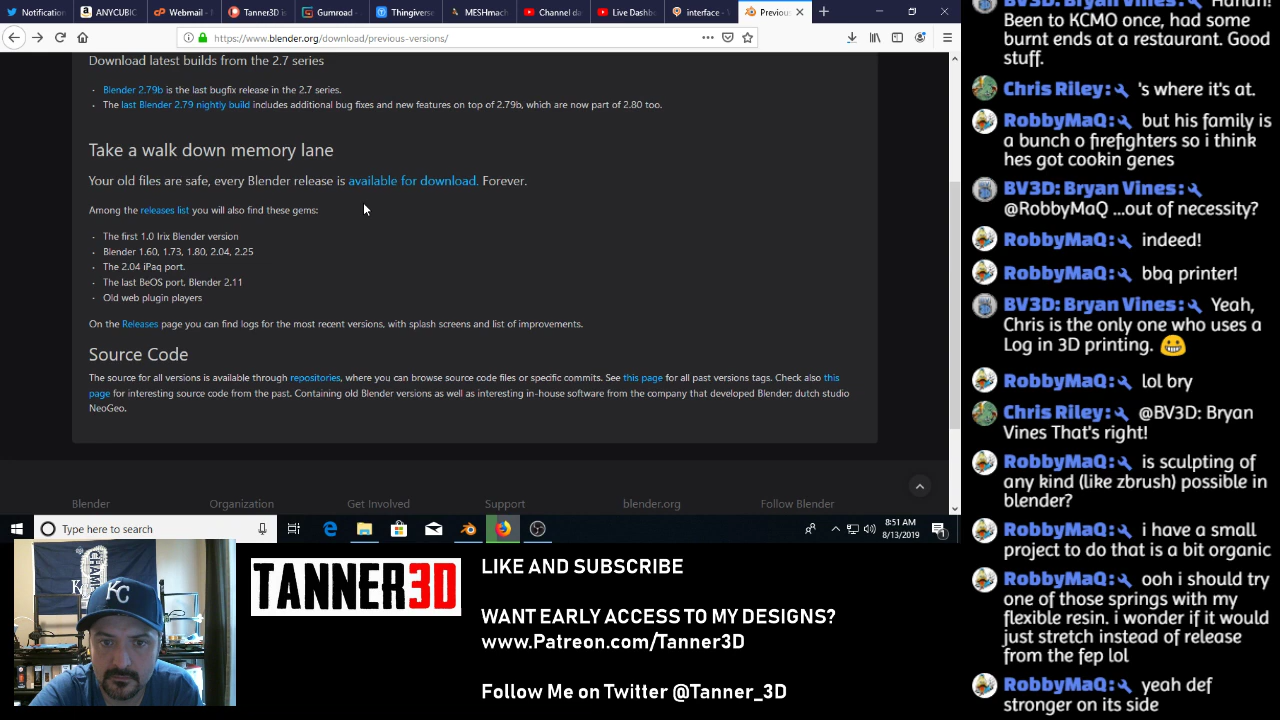 Notification
ANYCUBIC
Webmail -
Tanner3D is
Gumroad -
Thingiverse
MESHmach
Channel da
Live Dashb
interface -
Previous
https://www.blender.org/download/previous-versions/
Download latest builds from the 2.7 series
Blender 2.79b is the last bugfix release in the 2.7 series.
The last Blender 2.79 nightly build includes additional bug fixes and new features on top of 2.79b, which are now part of 2.80 too.
Take a walk down memory lane
Your old files are safe, every Blender release is available for download. Forever.
Among the releases list you will also find these gems:
The first 1.0 Irix Blender version
Blender 1.60, 1.73, 1.80, 2.04, 2.25
The 2.04 iPaq port.
The last BeOS port, Blender 2.11
Old web plugin players
On the Releases page you can find logs for the most recent versions, with splash screens and list of improvements.
Source Code
The source for all versions is available through repositories, where you can browse source code files or specific commits. See this page for all past versions tags. Check also this
page for interesting source code from the past. Containing old Blender versions as well as interesting in-house software from the company that developed Blender; dutch studio
NeoGeo.
Blender
Organization
Get Involved
Support
blender.org
Follow Blender
Type here to search
8:51 AM
8/13/2019
1
KC
TANNER3D
LIKE AND SUBSCRIBE
WANT EARLY ACCESS TO MY DESIGNS?
www.Patreon.com/Tanner3D
Follow Me on Twitter @Tanner_3D
BV3D: Bryan Vines: Hahah!
Been to KCMO once, had some
burnt ends at a restaurant. Good
stuff.
Chris Riley: 's where it's at.
RobbyMaQ: but his family is
a bunch o firefighters so i think
hes got cookin genes
BV3D: Bryan Vines:
@RobbyMaQ ...out of necessity?
RobbyMaQ: indeed!
RobbyMaQ: bbq printer!
BV3D: Bryan Vines: Yeah,
Chris is the only one who uses a
Log in 3D printing. 😀
RobbyMaQ: lol bry
Chris Riley: @BV3D: Bryan
Vines That's right!
RobbyMaQ: is sculpting of
any kind (like zbrush) possible in
blender?
RobbyMaQ: i have a small
project to do that is a bit organic
RobbyMaQ: ooh i should try
one of those springs with my
flexible resin. i wonder if it would
just stretch instead of release
from the fep lol
RobbyMaQ: yeah def
stronger on its side